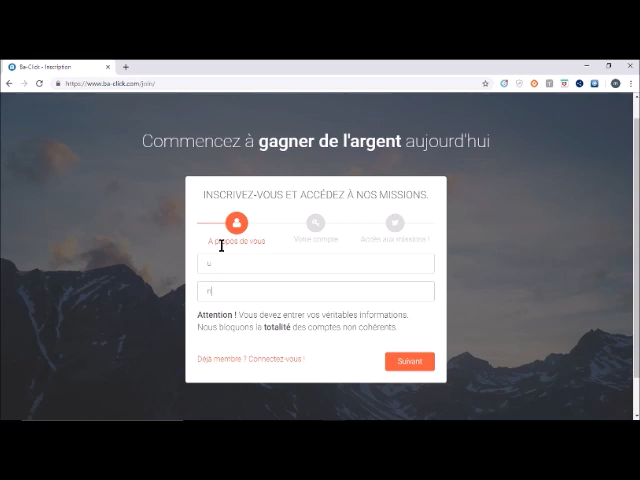 Ba-Click - Inscription
https://www.ba-click.com/join/
Commencez à gagner de l'argent aujourd'hui
INSCRIVEZ-VOUS ET ACCÉDEZ À NOS MISSIONS.
A propos de vous
Votre compte
Accès aux missions !
u
n
Attention ! Vous devez entrer vos véritables informations.
Nous bloquons la totalité des comptes non cohérents.
Déjà membre ? Connectez-vous !
Suivant